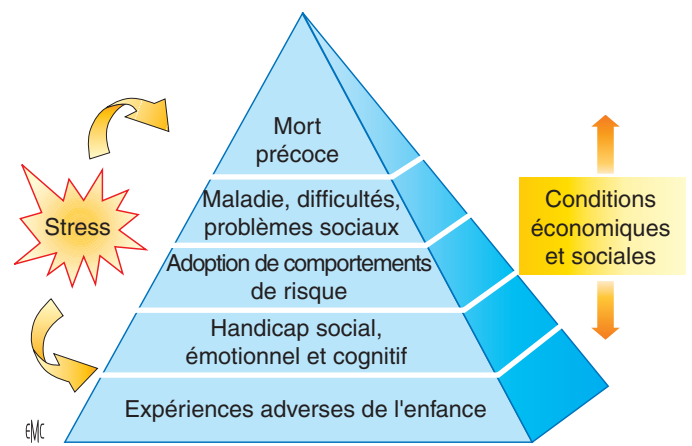 Mort
précoce
Maladie, difficultés,
problèmes sociaux
Adoption de comportements
de risque
Handicap social,
émotionnel et cognitif
Expériences adverses de l'enfance
Stress
Conditions
économiques
et sociales
EMC